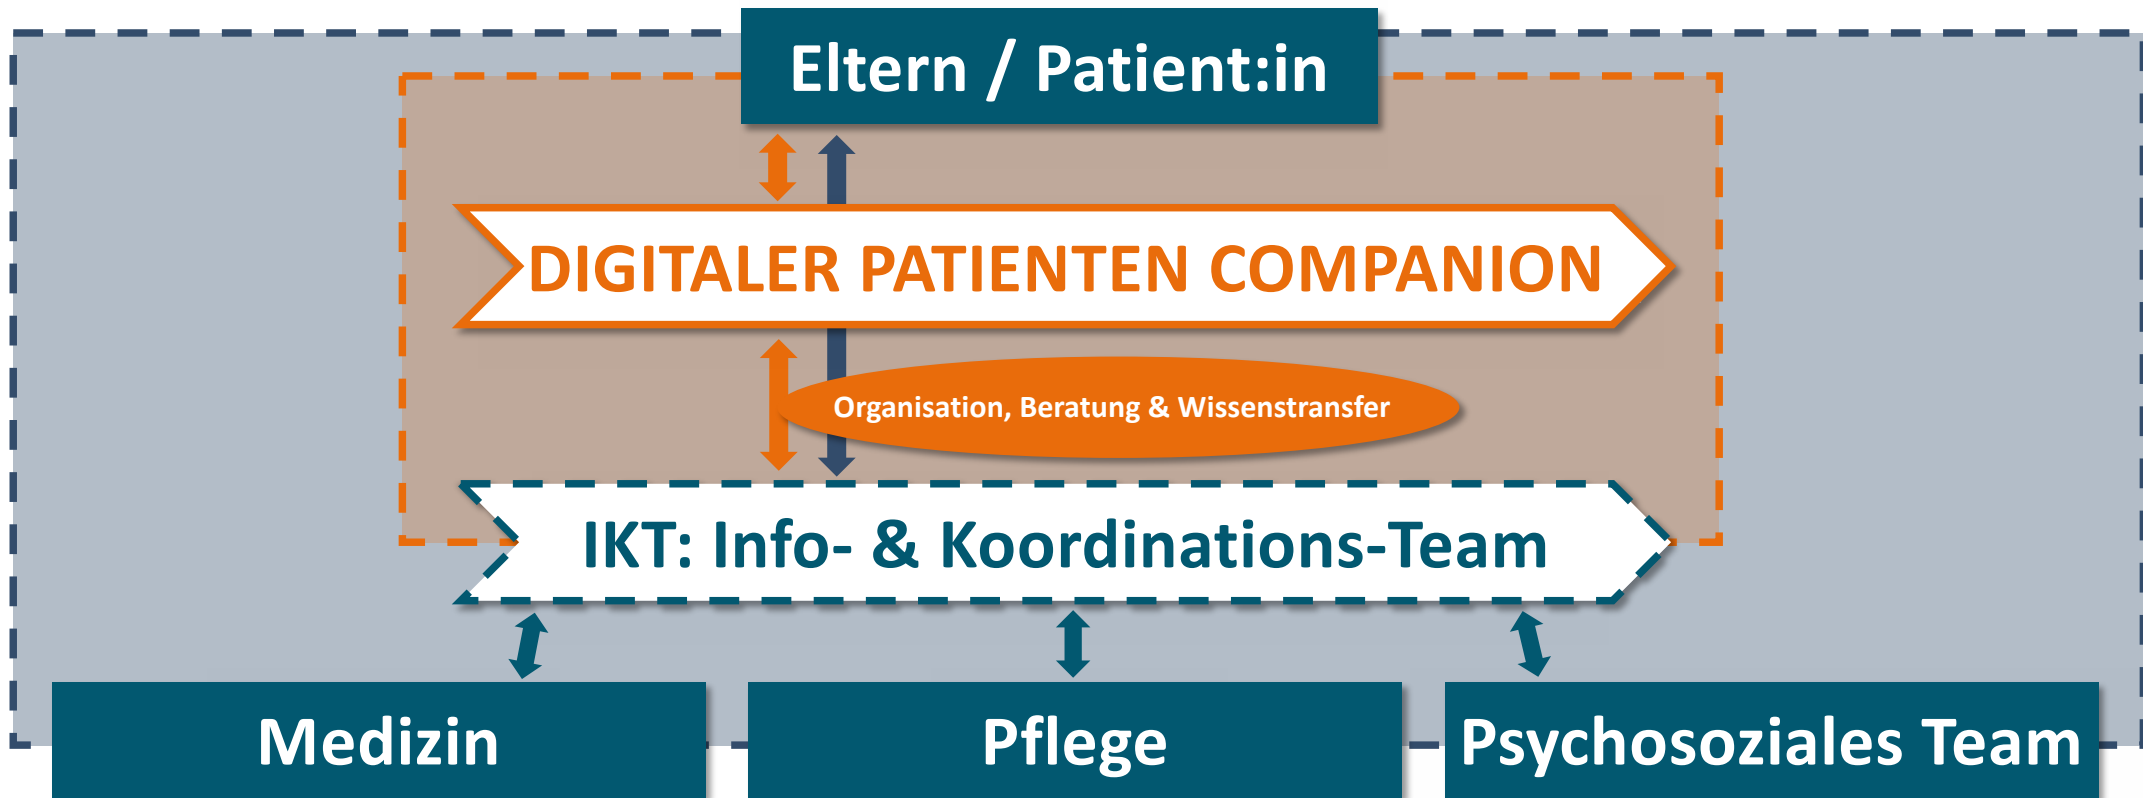 Eltern / Patient:in
DIGITALER PATIENTEN COMPANION
Organisation, Beratung & Wissenstransfer
IKT: Info- & Koordinations-Team
Medizin
Pflege
Psychosoziales Team